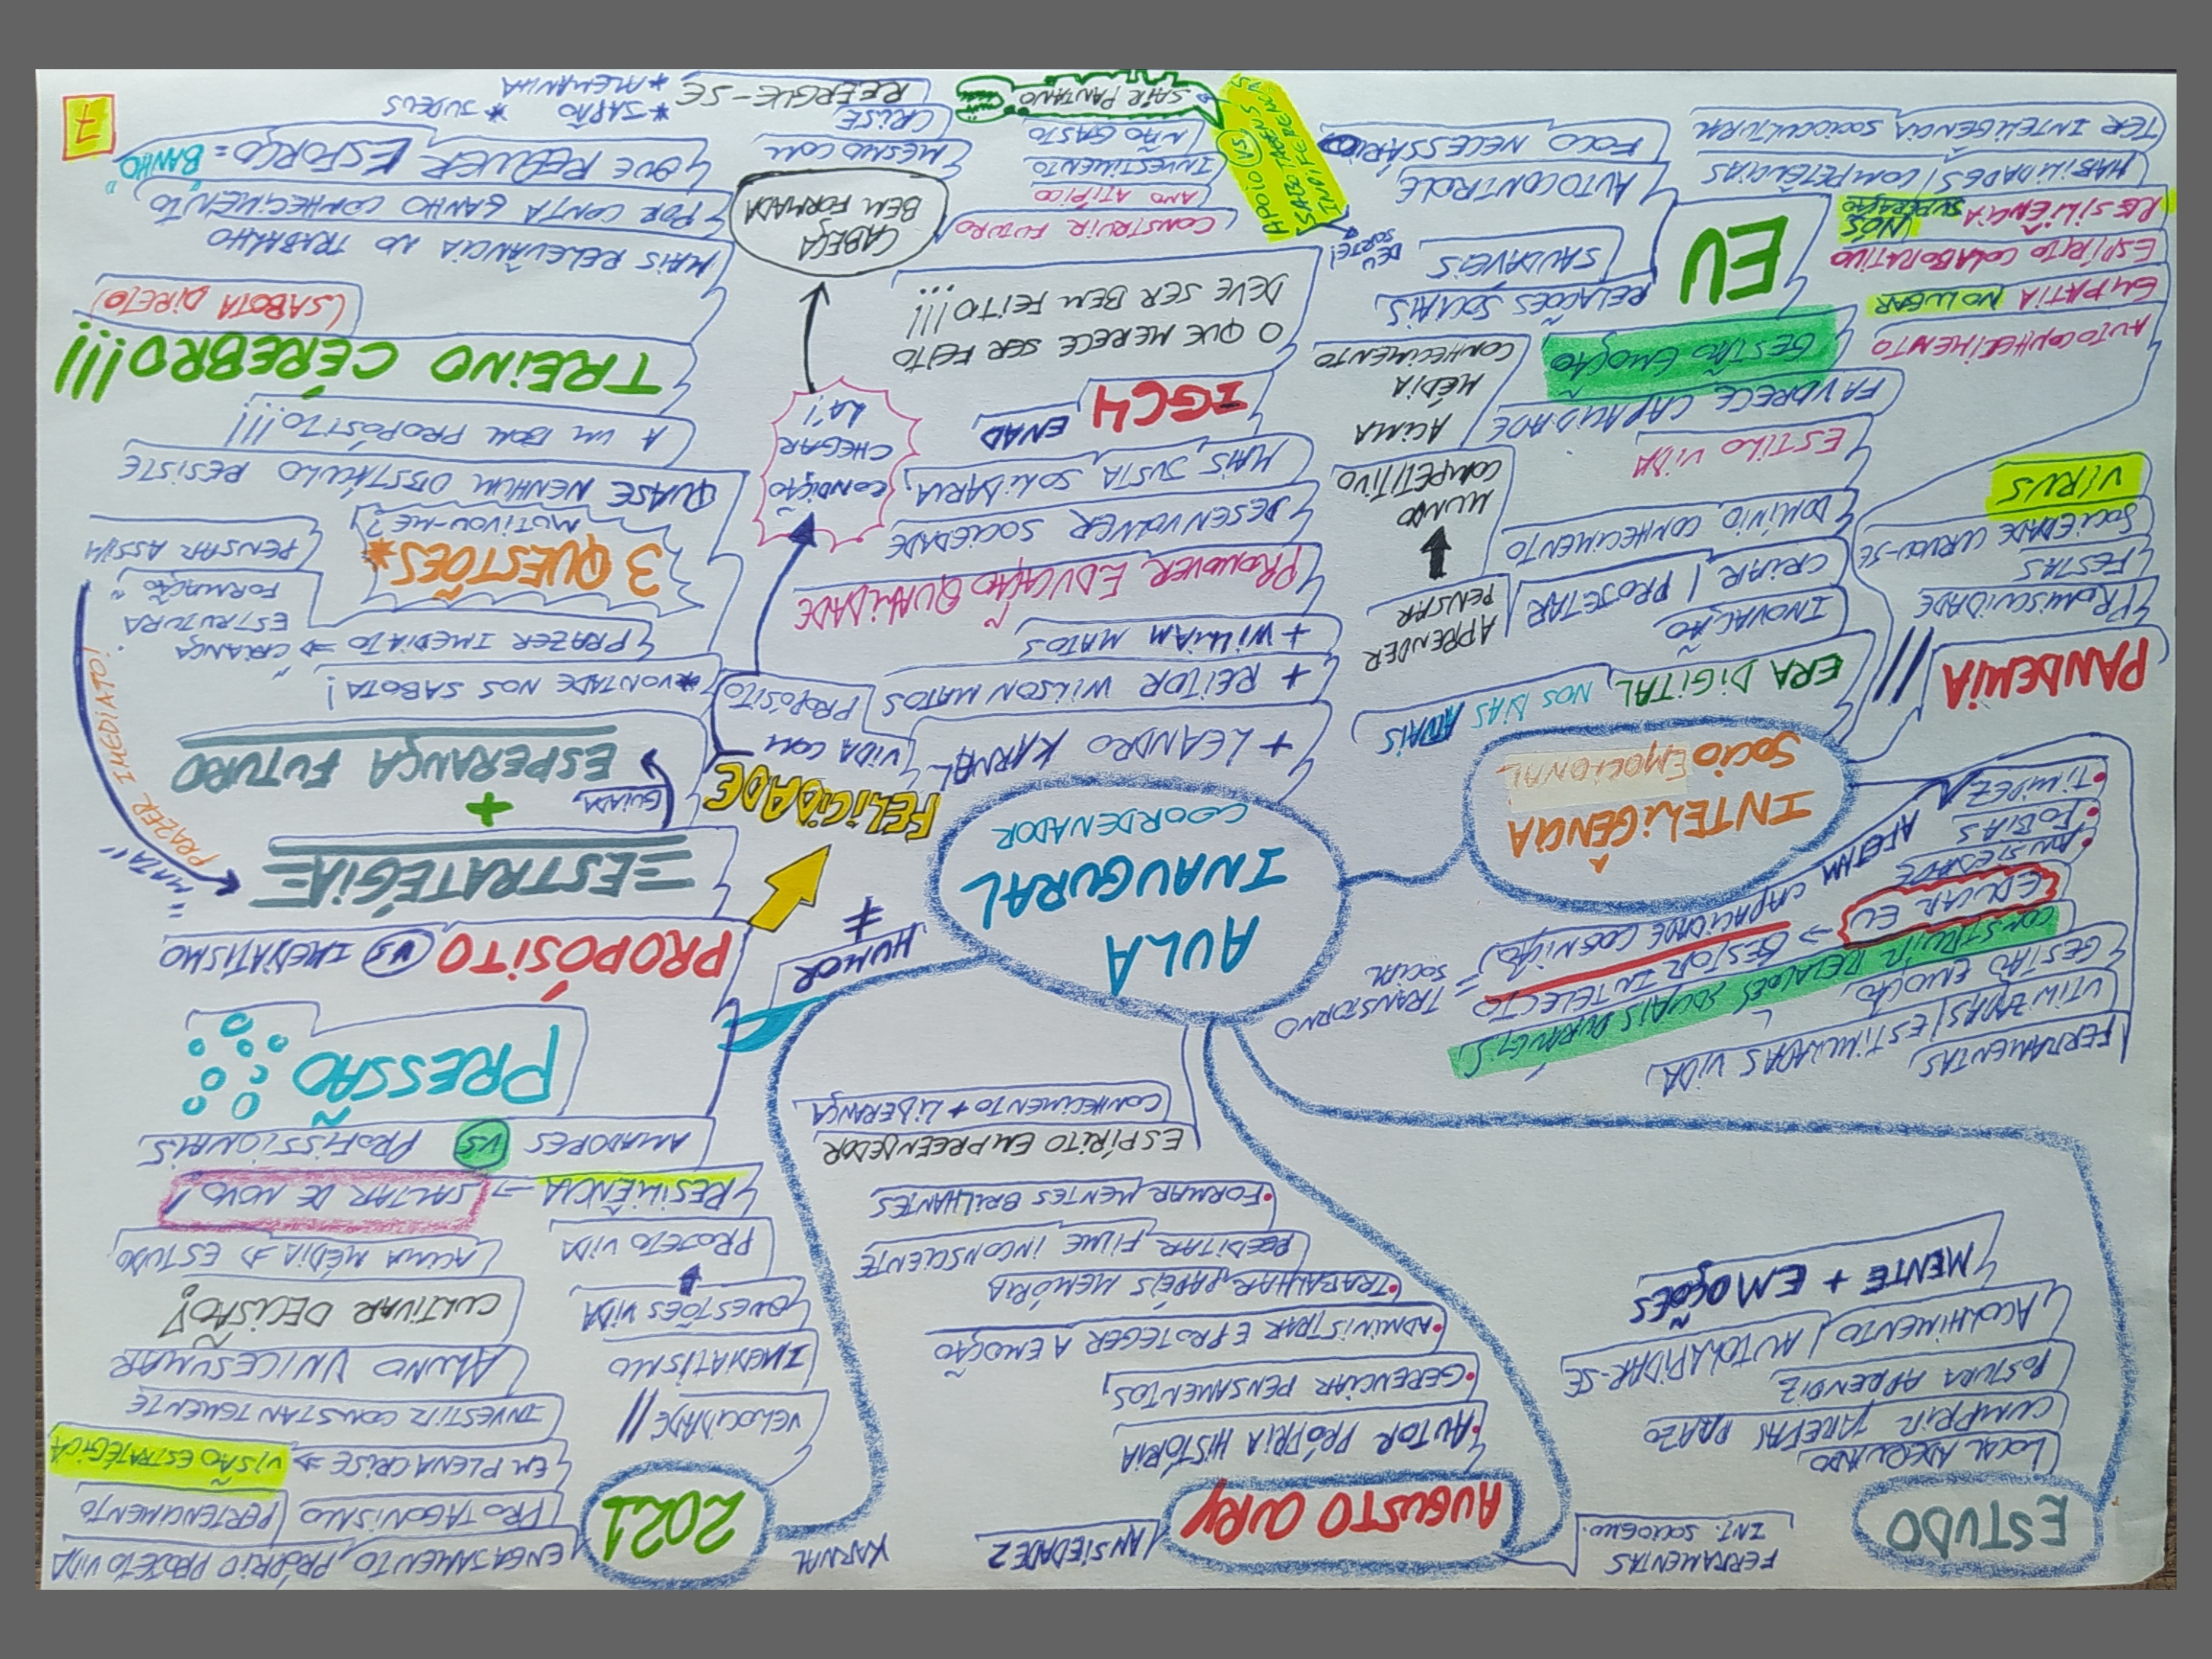 ESTUDO
LOCAL ADEQUADO
CUMPRIR TAREFAS PRAZO
POSTURA APRENDIZ
ACOLHIMENTO / AUTOLAPIDAR-SE
MENTE + EMOÇÕES
FERRAMENTAS
INT. SOCIOEMO.
AUGUSTO CURY
ANSIEDADE 2
• AUTOR PRÓPRIA HISTÓRIA
• GERENCIAR PENSAMENTOS
• ADMINISTRAR E PROTEGER A EMOÇÃO
• TRABALHAR PAPÉIS MEMÓRIA
REEDITAR FILME INCONSCIENTE
• FORMAR MENTES BRILHANTES
ESPÍRITO EMPREENDEDOR
CONHECIMENTO + LIDERANÇA
KARNAL
2021
VELOCIDADE //
IMEDIATISMO
QUESTÕES VIDA
PROJETO VIDA
RESILIÊNCIA → SALTAR DE NOVO!
ENGAJAMENTO PRÓPRIO PROJETO VIDA
PROTAGONISMO PERTENCIMENTO
EM PLENA CRISE ⇒ VISÃO ESTRATÉGICA
INVESTIR CONSTANTEMENTE
ALUNO UNICESUMAR
CULTIVAR DECISÃO!
ACIMA MÉDIA ⇒ ESTUDO
AMADORES VS PROFISSIONAIS
PRESSÃO
PROPÓSITO VS IMEDIATISMO
= "MATA"
PRAZER IMEDIATO!
ESTRATÉGIA
GUIADA
+
ESPERANÇA FUTURO
* VONTADE NOS SABOTA!
PRAZER IMEDIATO ⇒ "CRIANÇA
ESTRUTURA
FORMAÇÃO"
PENSAR ASSIM
3 QUESTÕES*
MOTIVOU-ME?
QUASE NENHUM OBSTÁCULO RESISTE
A UM BOM PROPÓSITO!!!
TREINO CÉREBRO!!!
(SABOTA DIRETO)
MAIS RELEVÂNCIA NO TRABALHO
POR CONTA GANHO CONHECIMENTO
QUE REQUER ESFORÇO = "BANHO"
AULA
INAUGURAL
COORDENADOR
HUMOR
≠
FELICIDADE
VIDA COM
PROPÓSITO
CONDIÇÃO
CHEGAR
LÁ!
CABEÇA
BEM FORMADA
+ LEANDRO KARNAL
+ REITOR WILSON MATOS
+ WILLIAM MATOS
PROMOVER EDUCAÇÃO QUALIDADE
DESENVOLVER SOCIEDADE
MAIS JUSTA SOLIDARIA
IGC4 ENAD
O QUE MERECE SER FEITO
DEVE SER BEM FEITO!!!
CONSTRUIR FUTURO
ANO ATÍPICO
INVESTIMENTO
NÃO GASTO
SAIR PANTANO
MESMO COM
CRISE
REERGUE-SE
* JAPÃO * JUDEUS
* ALEMANHA
INTELIGÊNCIA
SOCIO EMOCIONAL
FERRAMENTAS
UTILIZADAS / ESTIMULADAS VIDA
GESTÃO EMOÇÃO
CONSTRUIR RELAÇÕES SOCIAIS DURÁVEIS
EDUCAR EU → GESTOR INTELECTO
• ANSIEDADE
• FOBIAS
• TIMIDEZ
AFETAM CAPACIDADE COGNIÇÃO
= TRANSTORNO
SOCIAL
PANDEMIA
PROMISCUIDADE
FESTAS
SOCIEDADE CURVOU-SE
VÍRUS
AUTOCONHECIMENTO
EMPATIA NO LUGAR
ESPÍRITO COLABORATIVO
NÓS
RESILIÊNCIA SUPERAÇÃO
HABILIDADES / COMPETÊNCIAS
TER INTELIGÊNCIA SOCIOCULTURAL
ERA DIGITAL NOS DIAS ATUAIS
INOVAÇÃO
CRIAR / PROJETAR
DOMÍNIO CONHECIMENTO
ESTILO VIDA
FAVORECE CAPACIDADE
GESTÃO EMOÇÃO
APRENDER
PENSAR
MUNDO
COMPETITIVO
ACIMA
MÉDIA
CONHECIMENTO
EU
RELAÇÕES SOCIAIS
SAUDÁVEIS
AUTOCONTROLE
FOCO NECESSÁRIO
DEU
SORTE!
APOIO VS
SABOTAGENS
INDIFERENÇAS
7